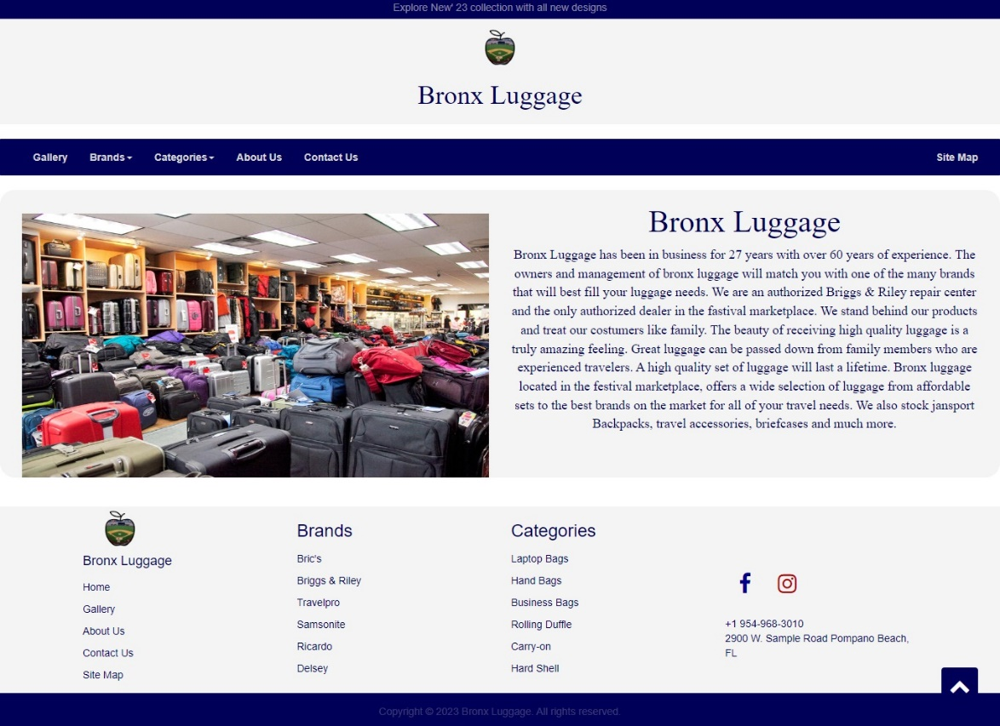 Explore New' 23 collection with all new designs
Bronx Luggage
Gallery Brands Categories About Us Contact Us Site Map
Bronx Luggage
Bronx Luggage has been in business for 27 years with over 60 years of experience. The
owners and management of bronx luggage will match you with one of the many brands
that will best fill your luggage needs. We are an authorized Briggs & Riley repair center
and the only authorized dealer in the fastival marketplace. We stand behind our products
and treat our costumers like family. The beauty of receiving high quality luggage is a
truly amazing feeling. Great luggage can be passed down from family members who are
experienced travelers. A high quality set of luggage will last a lifetime. Bronx luggage
located in the festival marketplace, offers a wide selection of luggage from affordable
sets to the best brands on the market for all of your travel needs. We also stock jansport
Backpacks, travel accessories, briefcases and much more.
Bronx Luggage
Home
Gallery
About Us
Contact Us
Site Map
Brands
Bric's
Briggs & Riley
Travelpro
Samsonite
Ricardo
Delsey
Categories
Laptop Bags
Hand Bags
Business Bags
Rolling Duffle
Carry-on
Hard Shell
+1 954-968-3010
2900 W. Sample Road Pompano Beach,
FL
Copyright © 2023 Bronx Luggage. All rights reserved.